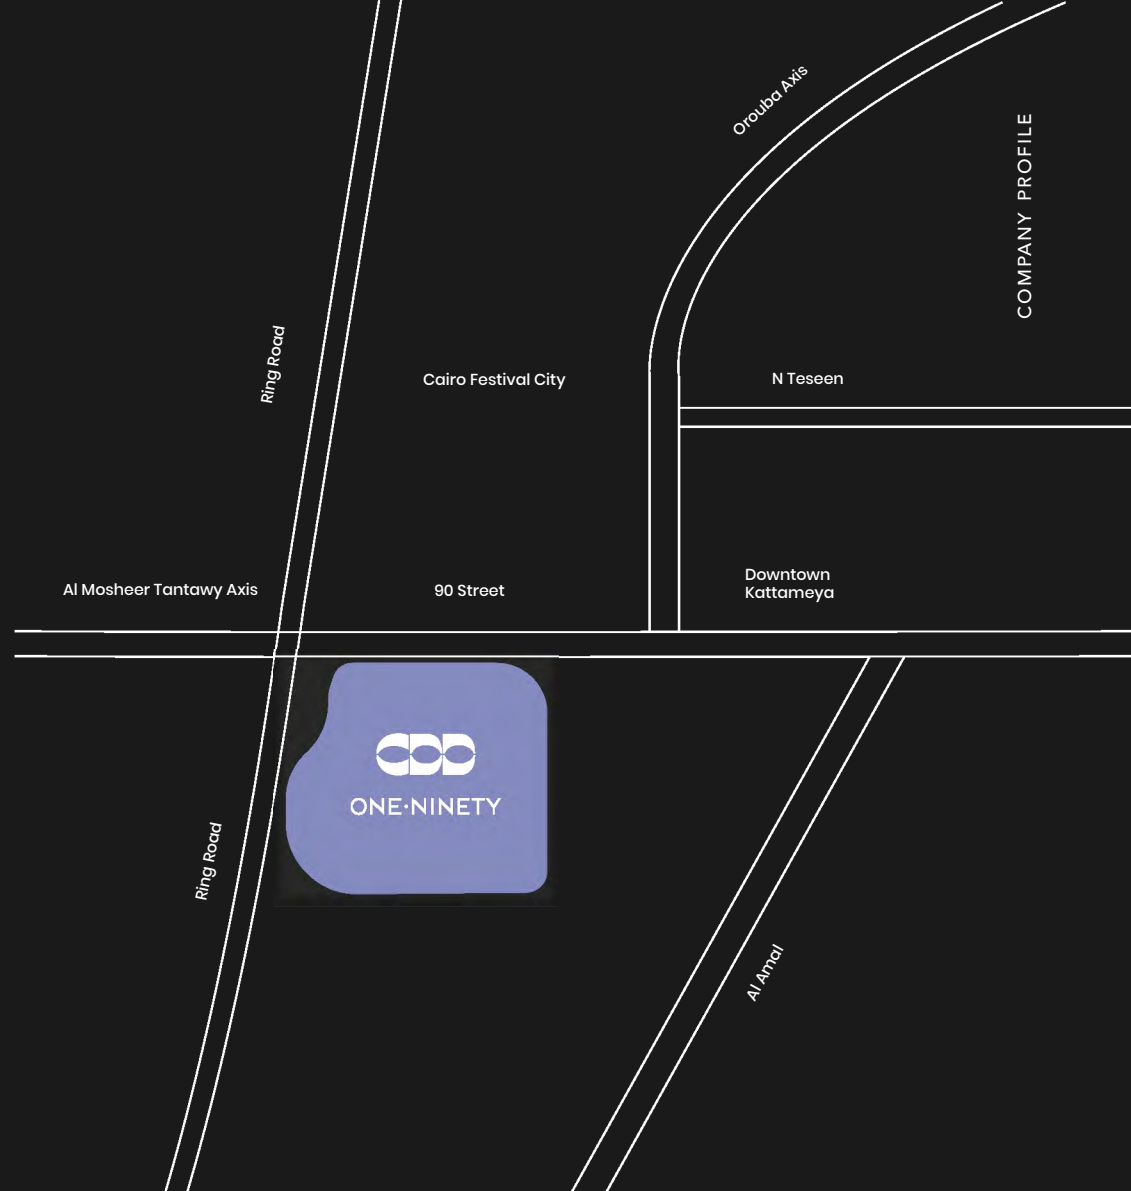 Orouba Axis
COMPANY PROFILE
Ring Road
Cairo Festival City
N Teseen
Al Mosheer Tantawy Axis
90 Street
Downtown
Kattameya
ONE·NINETY
Ring Road
Al Amal